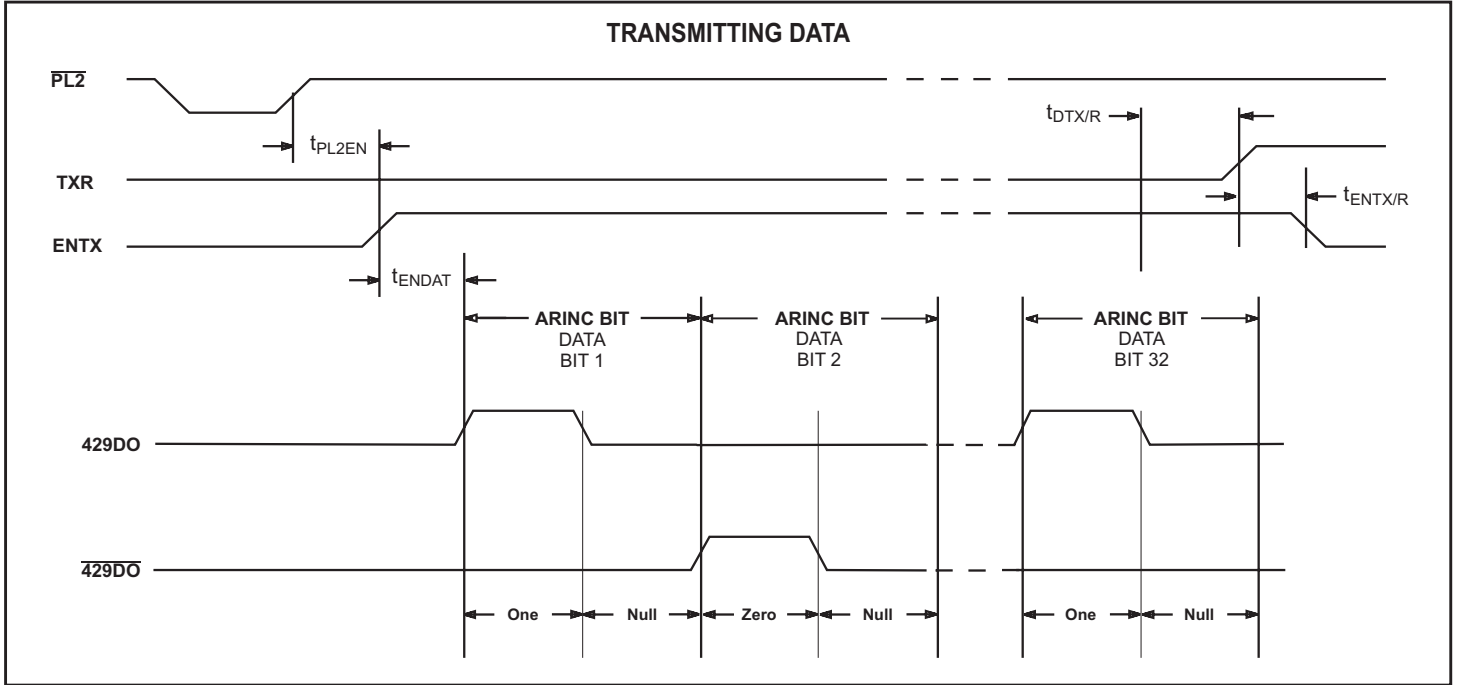 TRANSMITTING DATA
PL2
tDTX/R
tPL2EN
TXR
tENTX/R
ENTX
tENDAT
ARINC BIT ARINC BIT ARINC BIT
DATA DATA DATA
BIT 1 BIT 2 BIT 32
429DO
429DO
One Null Zero Null One Null